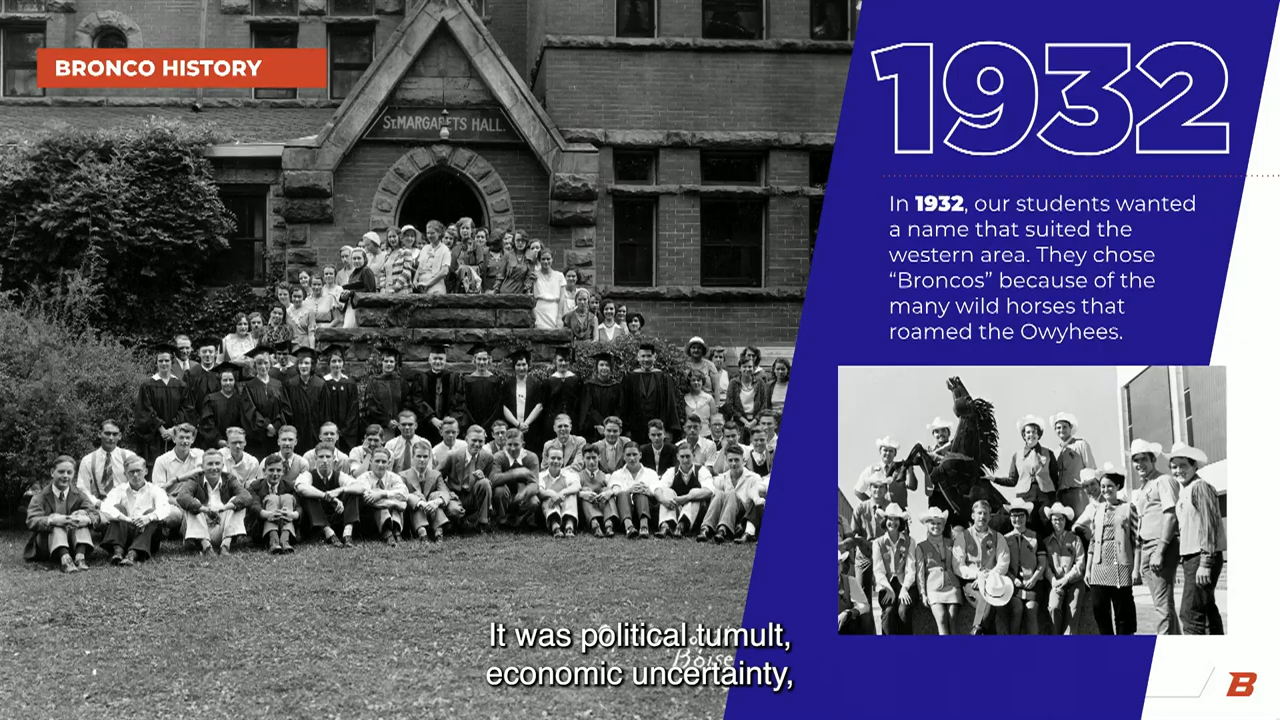 BRONCO HISTORY
ST. MARGARETS HALL.
1932
In 1932, our students wanted
a name that suited the
western area. They chose
“Broncos” because of the
many wild horses that
roamed the Owyhees.
It was political tumult,
economic uncertainty,
Boise
B